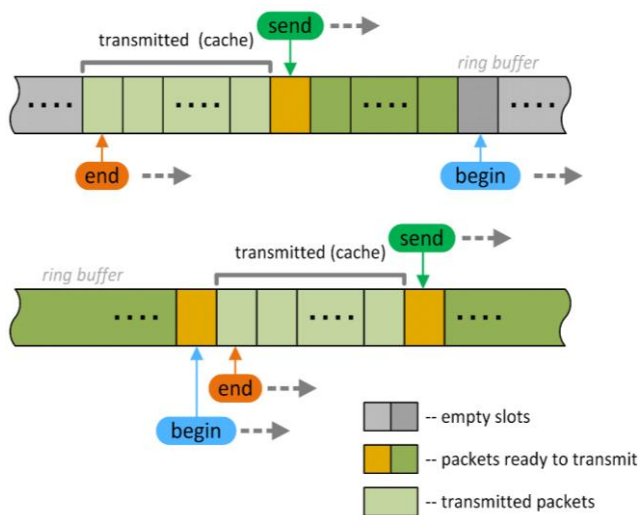 send
transmitted (cache)
ring buffer
end
begin
send
transmitted (cache)
ring buffer
end
begin
-- empty slots
-- packets ready to transmit
-- transmitted packets